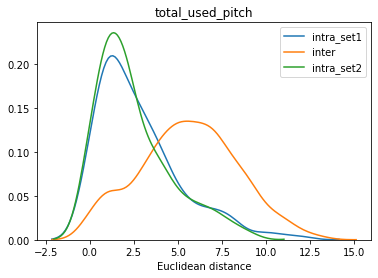 total_used_pitch
intra_set1
inter
intra_set2
0.20
0.15
0.10
0.05
0.00
−2.5 0.0 2.5 5.0 7.5 10.0 12.5 15.0
Euclidean distance